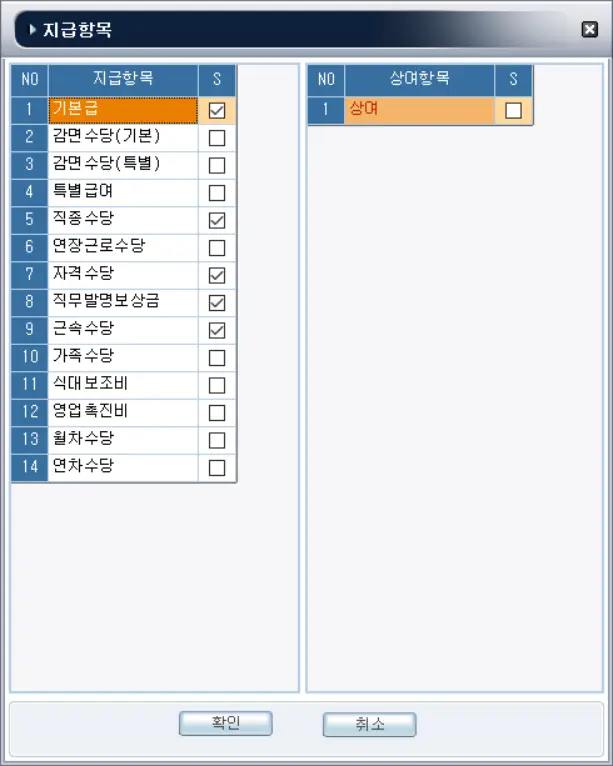 지급항목
NO 지급항목 S
1 기본급
2 감면수당(기본)
3 감면수당(특별)
4 특별급여
5 직종수당
6 연장근로수당
7 자격수당
8 직무발명보상금
9 근속수당
10 가족수당
11 식대보조비
12 영업촉진비
13 월차수당
14 연차수당
NO 상여항목 S
1 상여
확인 취소